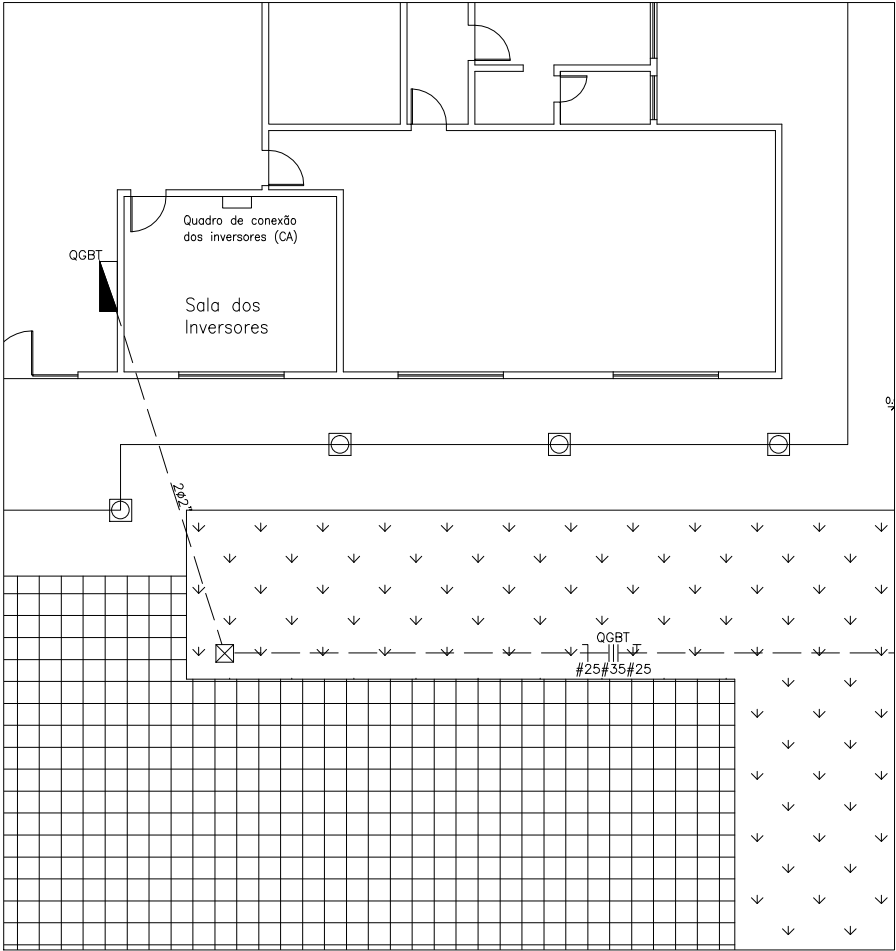 Quadro de conexão
dos inversores (CA)
QGBT
Sala dos
Inversores
2ø2"
QGBT
#25#35#25